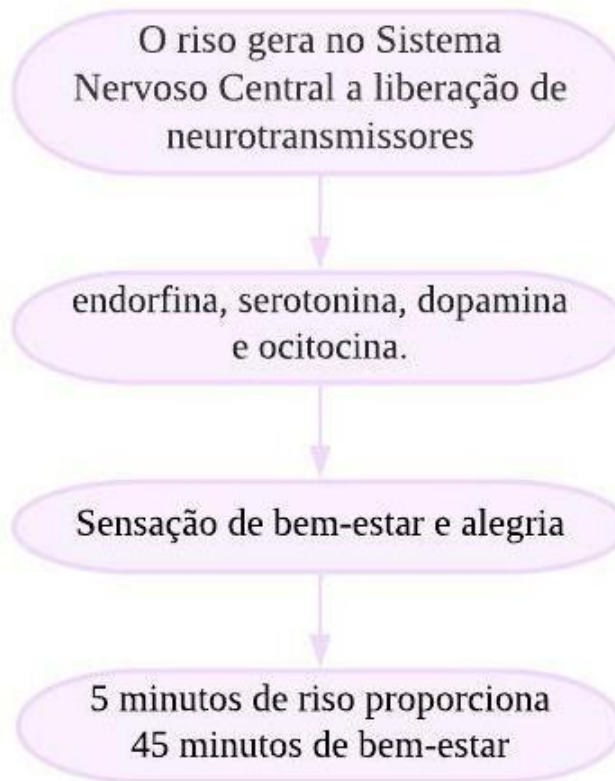 O riso gera no Sistema
Nervoso Central a liberação de
neurotransmissores
endorfina, serotonina, dopamina
e ocitocina.
Sensação de bem-estar e alegria
5 minutos de riso proporciona
45 minutos de bem-estar